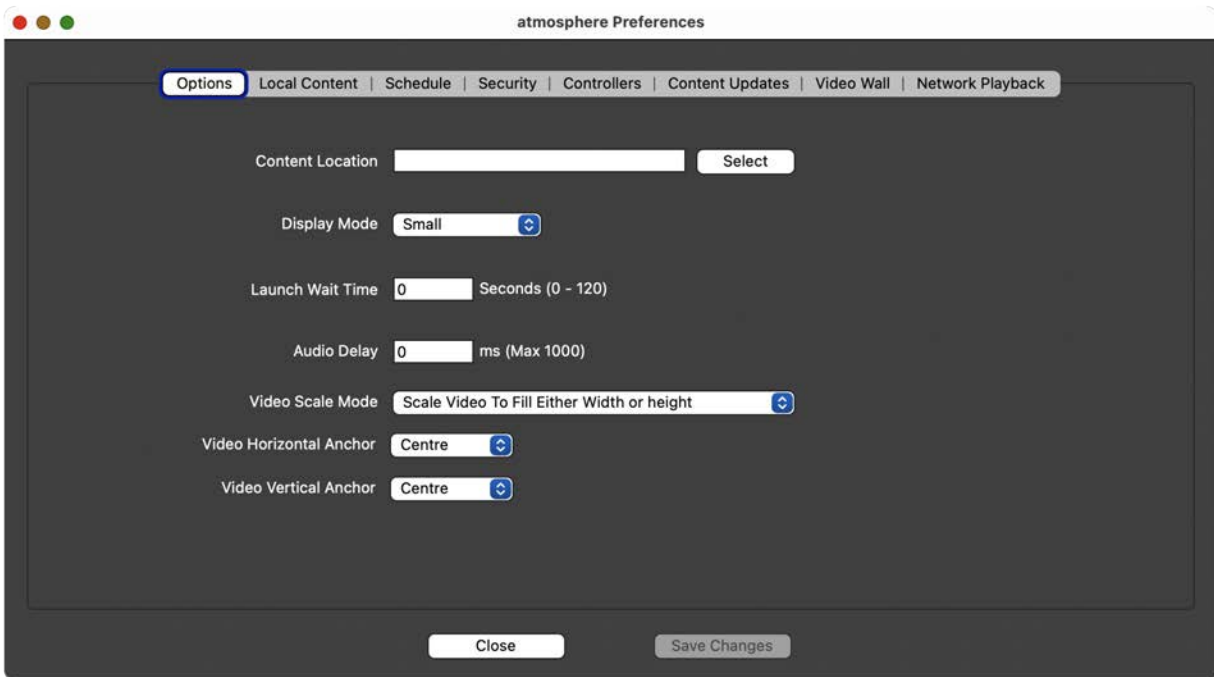 atmosphere Preferences
Options Local Content | Schedule | Security | Controllers | Content Updates | Video Wall | Network Playback
Content Location Select
Display Mode Small
Launch Wait Time 0 Seconds (0 - 120)
Audio Delay 0 ms (Max 1000)
Video Scale Mode Scale Video To Fill Either Width or height
Video Horizontal Anchor Centre
Video Vertical Anchor Centre
Close Save Changes